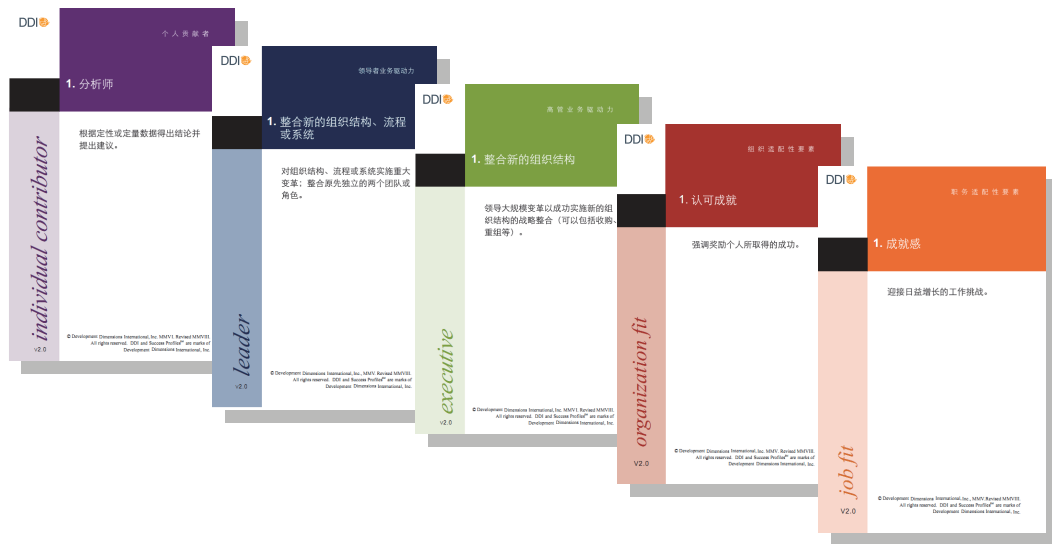 DDI
个人贡献者
1. 分析师
根据定性或定量数据得出结论并
提出建议。
individual contributor
© Development Dimensions International, Inc. MMV. Revised MMVIII.
All rights reserved. DDI and Success Profiles℠ are marks of
Development Dimensions International, Inc.
v2.0
DDI
领导者业务驱动力
1. 整合新的组织结构、流程
或系统
对组织结构、流程或系统实施重大
变革；整合原先独立的两个团队或
角色。
leader
© Development Dimensions International, Inc., MMV. Revised MMVIII.
All rights reserved. DDI and Success Profiles℠ are marks of
Development Dimensions International, Inc.
v2.0
DDI
高管业务驱动力
1. 整合新的组织结构
领导大规模变革以成功实施新的组
织结构的战略整合（可以包括收购、
重组等）。
executive
© Development Dimensions International, Inc, MMV I. Revised MMVIII.
All rights reserved. DDI and Success Profiles℠ are marks of
Development Dimensions International, Inc.
v2.0
DDI
组织适配性要素
1. 认可成就
强调奖励个人所取得的成功。
organization fit
© Development Dimensions International, Inc, MMV. Revised MMVIII.
All rights reserved. DDI and Success Profiles℠ are marks of
Development Dimensions International, Inc.
V2.0
DDI
职务适配性要素
1. 成就感
迎接日益增长的工作挑战。
job fit
© Development Dimensions International, Inc., MMV. Revised MMVIII.
All rights reserved. DDI and Success Profiles℠ are marks of
Development Dimensions International, Inc.
V2.0